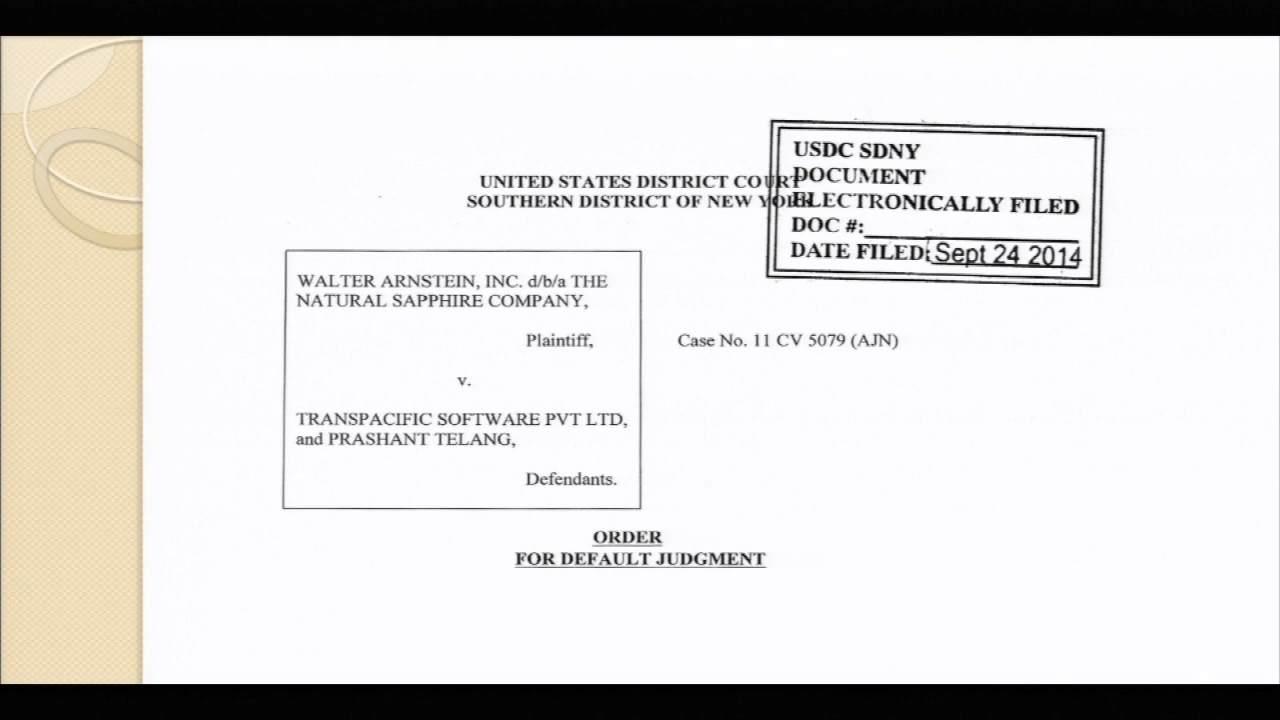 USDC SDNY
DOCUMENT
ELECTRONICALLY FILED
DOC #:
DATE FILED: Sept 24 2014
UNITED STATES DISTRICT COURT
SOUTHERN DISTRICT OF NEW YORK
WALTER ARNSTEIN, INC. d/b/a THE
NATURAL SAPPHIRE COMPANY,
Plaintiff,
Case No. 11 CV 5079 (AJN)
v.
TRANSPACIFIC SOFTWARE PVT LTD,
and PRASHANT TELANG,
Defendants.
ORDER
FOR DEFAULT JUDGMENT